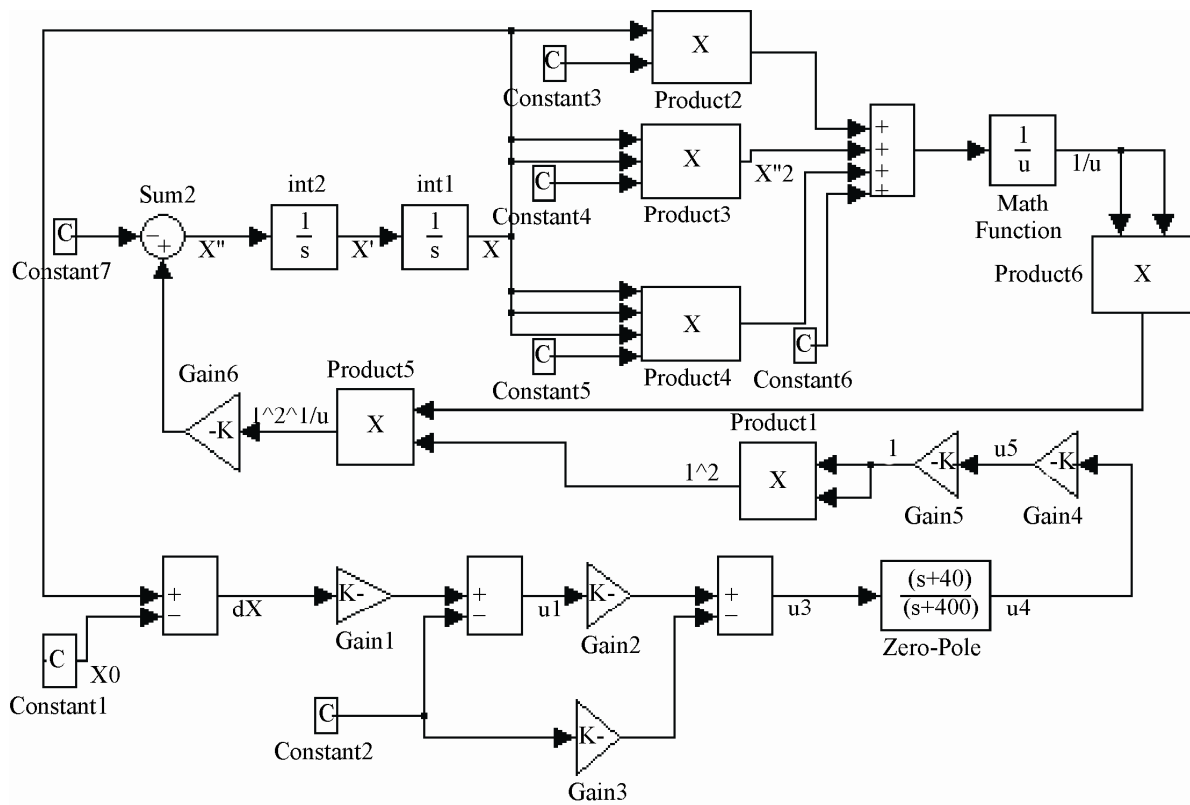 X
C
Constant3
Product2
+
+
+
+
1
u
1/u
Math
Function
X
C
Constant4
Product3
X"2
Sum2
int2
int1
C
Constant7
−
+
X"
1
s
X'
1
s
X
Product6
X
X
C
Constant5
Product4
C
Constant6
Gain6
-K
1^2^1/u
Product5
X
Product1
X
1^2
1
-K
Gain5
u5
-K
Gain4
+
−
dX
K-
Gain1
+
−
u1
K-
Gain2
+
−
u3
(s+40)
(s+400)
u4
Zero-Pole
C
X0
Constant1
C
Constant2
K-
Gain3